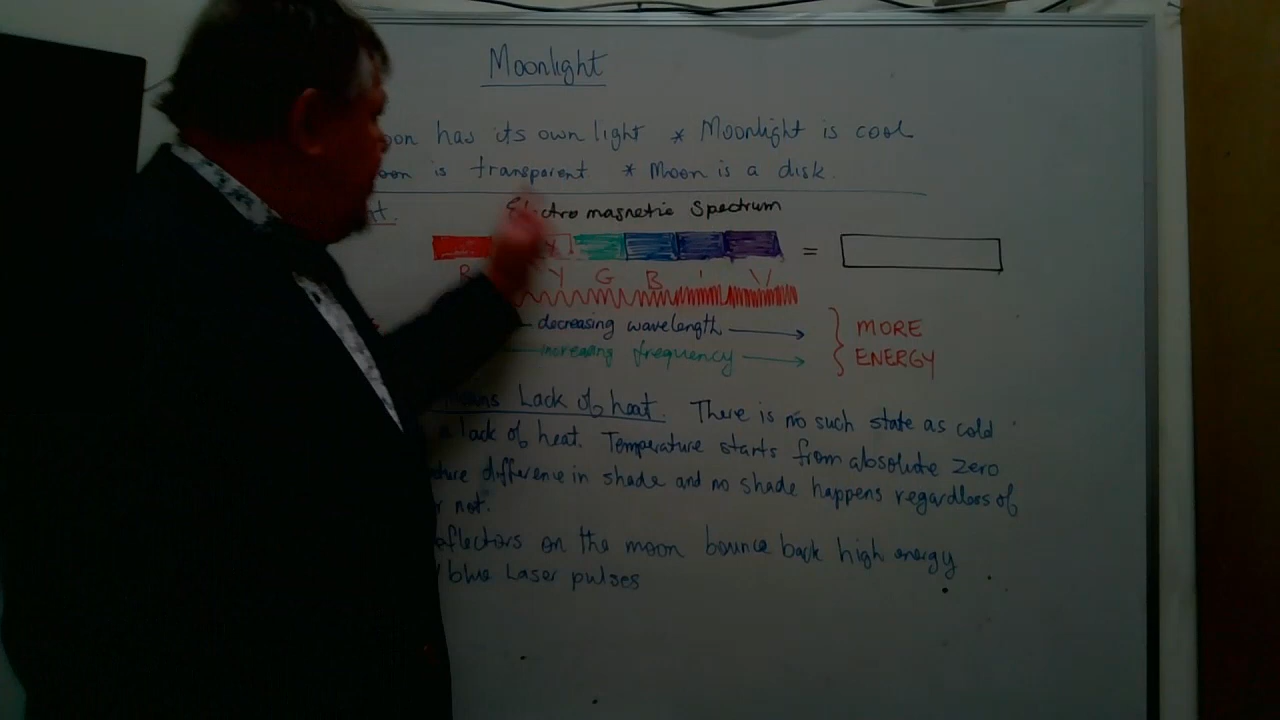 Moonlight
oon has its own light * Moonlight is cool
oon is transparent * Moon is a disk.
t.
Electro magnetic Spectrum
=
R Y G B I V
decreasing wavelength
increasing frequency
} MORE
ENERGY
ans Lack of heat. There is no such state as cold
a lack of heat. Temperature starts from absolute zero
ture difference in shade and no shade happens regardless of
r not.
eflectors on the moon bounce back high energy
/ blue Laser pulses